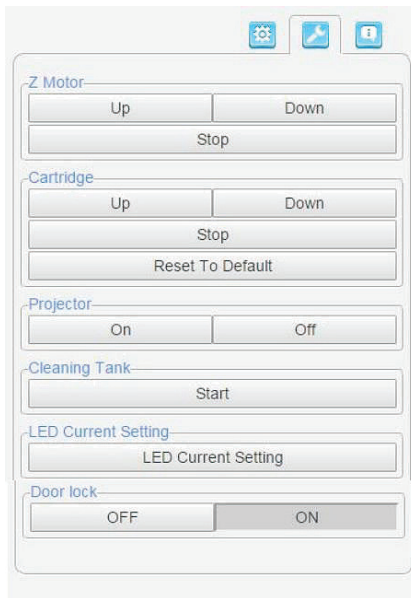 Z Motor
Up Down
Stop
Cartridge
Up Down
Stop
Reset To Default
Projector
On Off
Cleaning Tank
Start
LED Current Setting
LED Current Setting
Door lock
OFF ON